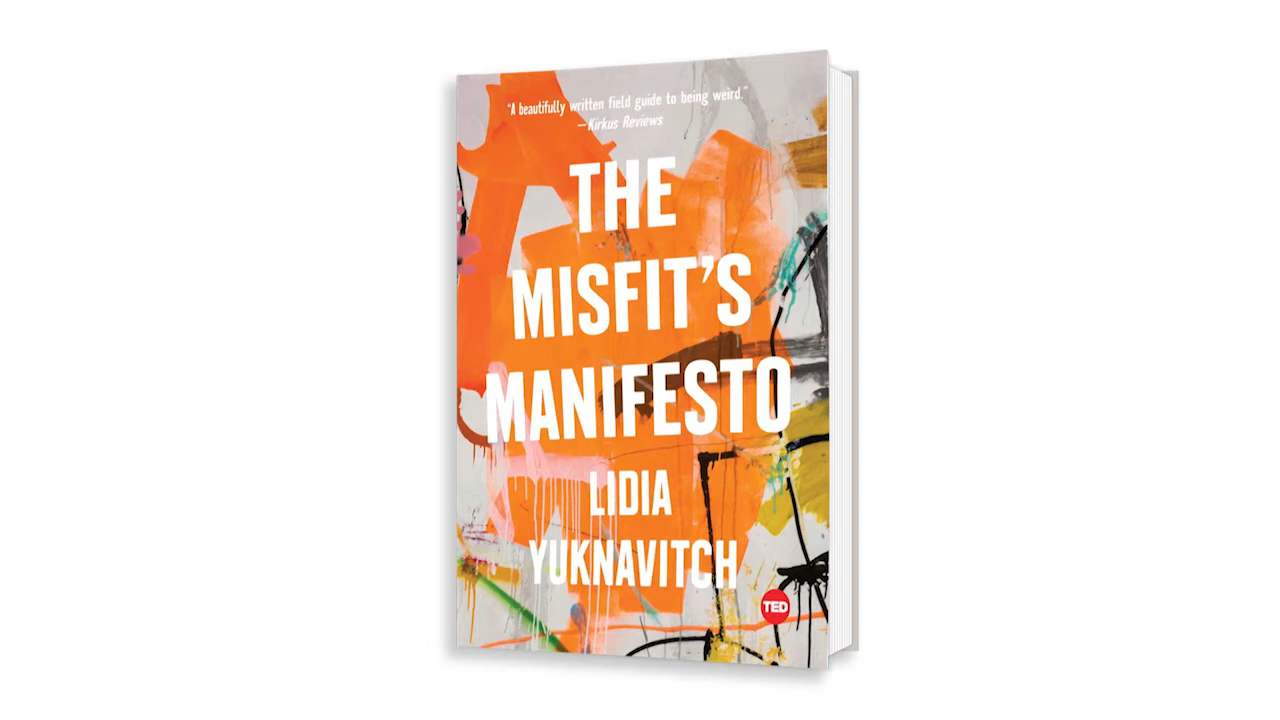 "A beautifully written field guide to being weird."
—Kirkus Reviews
THE
MISFIT'S
MANIFESTO
LIDIA
YUKNAVITCH
TED